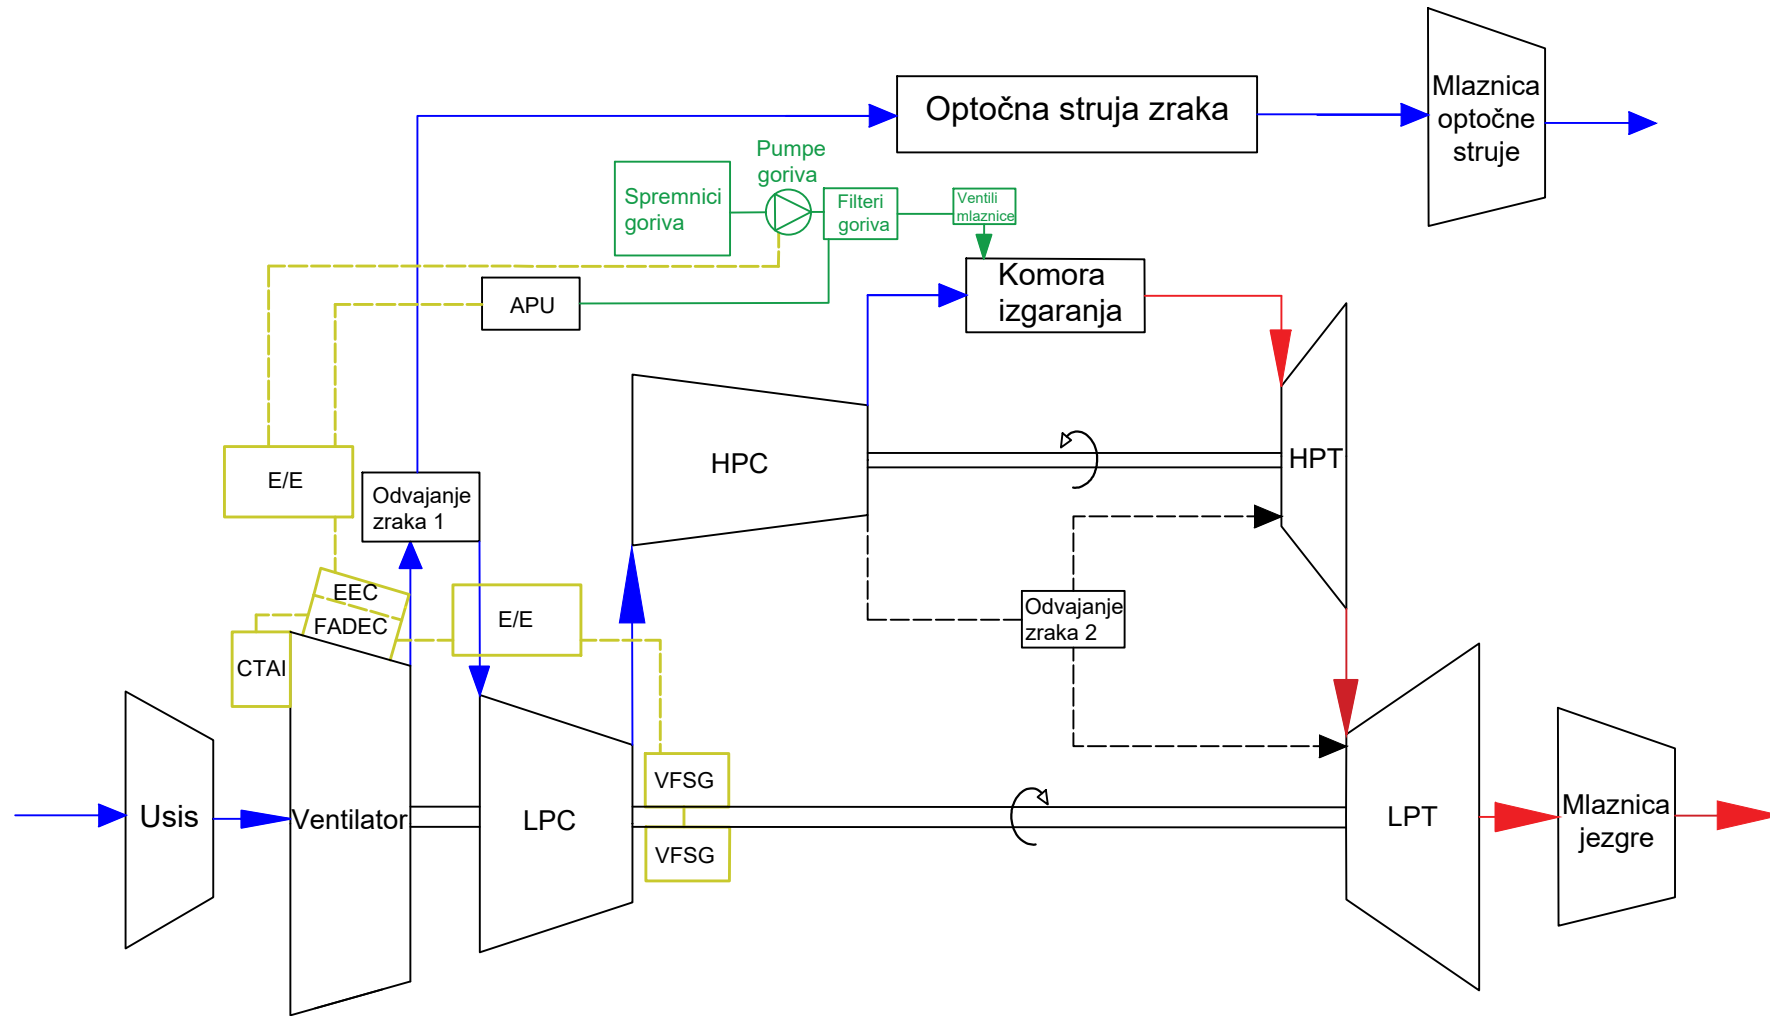 Mlaznica
optočne
struje
Optočna struja zraka
Pumpe
goriva
Spremnici
goriva
Filteri
goriva
Ventili
mlaznice
Komora
izgaranja
APU
HPC
HPT
E/E
Odvajanje
zraka 1
EEC
FADEC
E/E
Odvajanje
zraka 2
CTAI
VFSG
Usis
Ventilator
LPC
LPT
Mlaznica
jezgre
VFSG